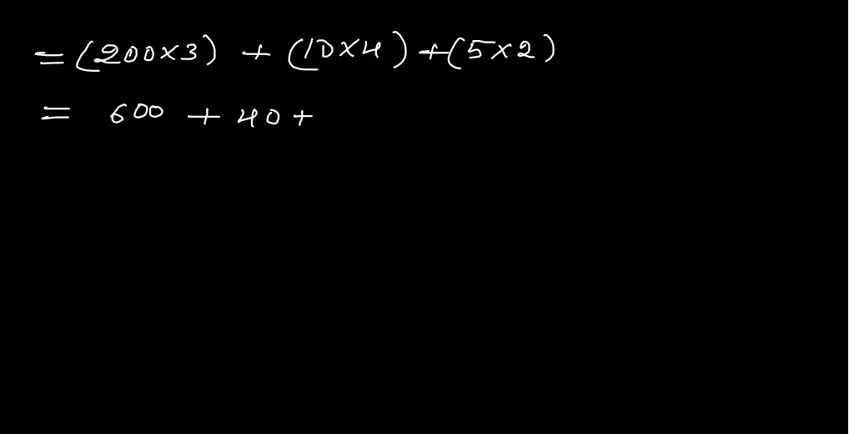 = (200×3) + (10×4) + (5×2)
= 600 + 40 +